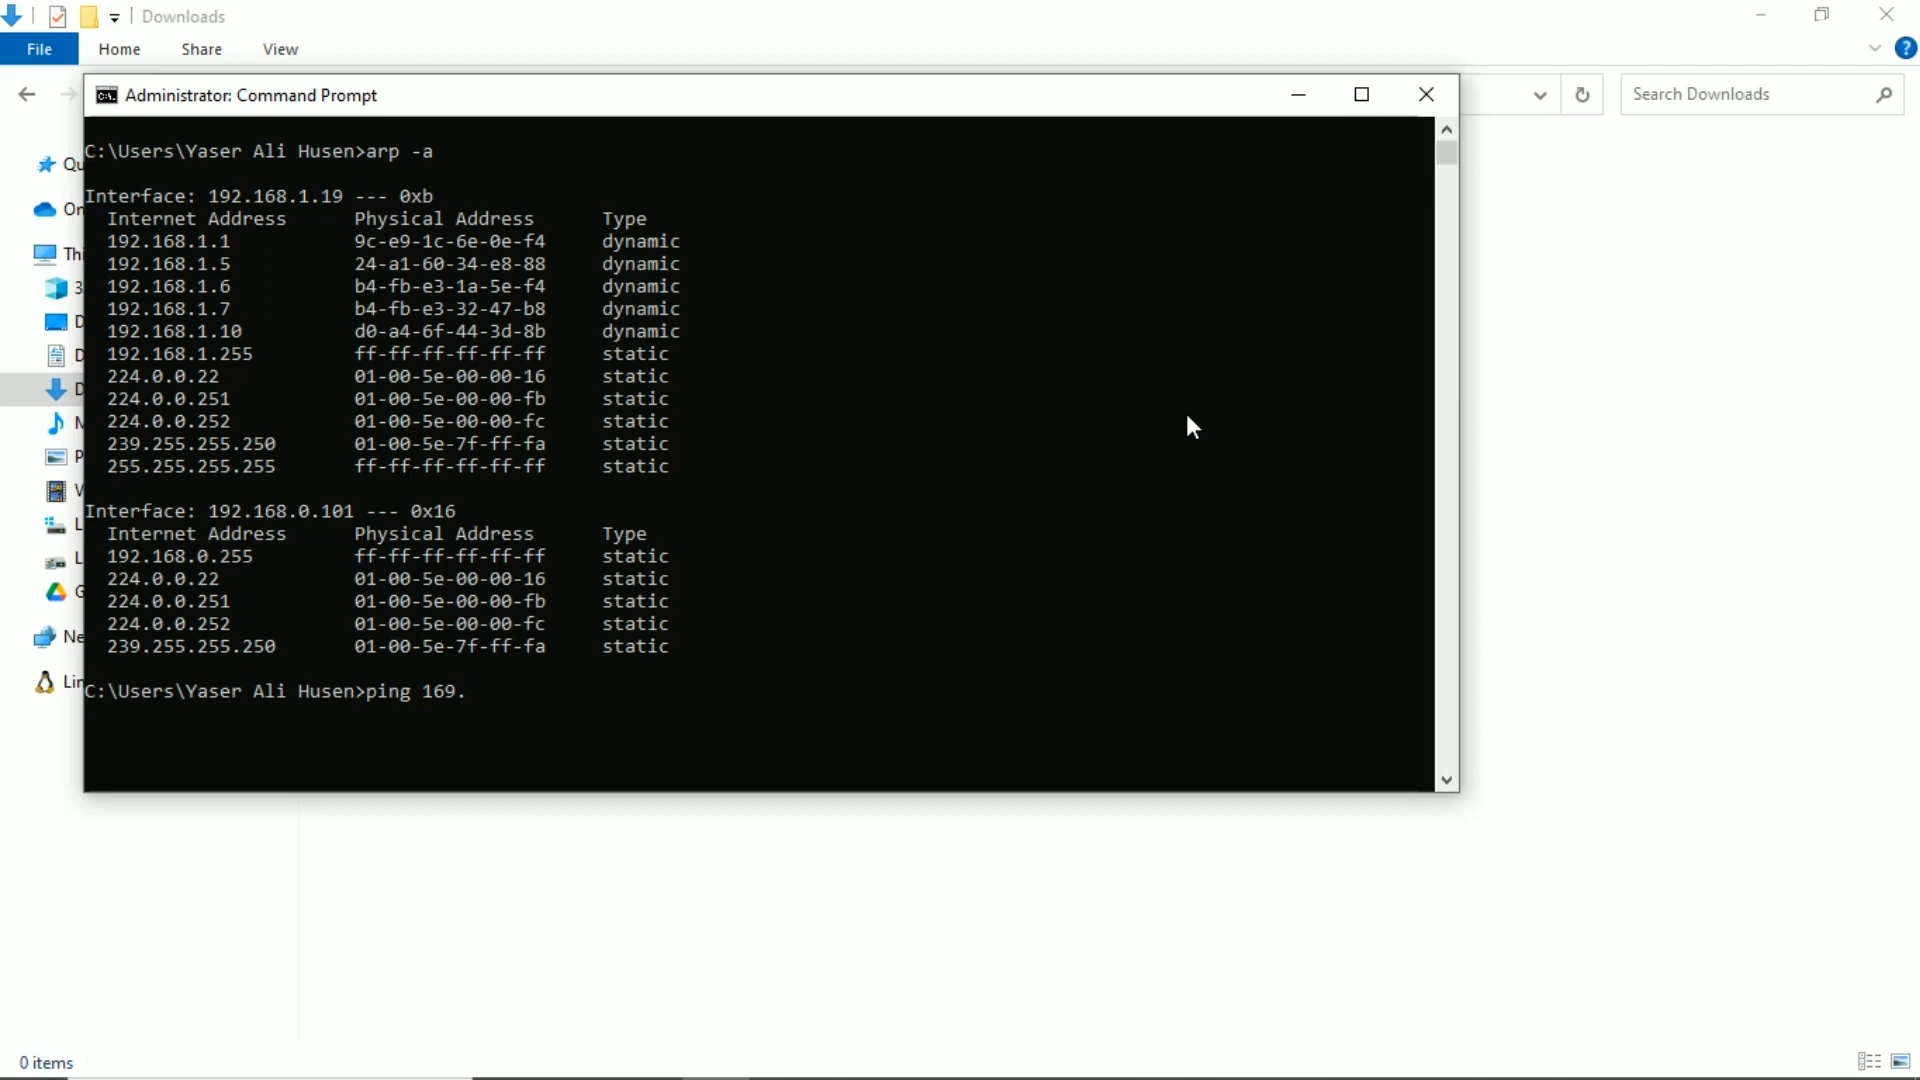 Downloads
File Home Share View
Administrator: Command Prompt
Search Downloads
C:\Users\Yaser Ali Husen>arp -a
Interface: 192.168.1.19 --- 0xb
Internet Address Physical Address Type
192.168.1.1 9c-e9-1c-6e-0e-f4 dynamic
192.168.1.5 24-a1-60-34-e8-88 dynamic
192.168.1.6 b4-fb-e3-1a-5e-f4 dynamic
192.168.1.7 b4-fb-e3-32-47-b8 dynamic
192.168.1.10 d0-a4-6f-44-3d-8b dynamic
192.168.1.255 ff-ff-ff-ff-ff-ff static
224.0.0.22 01-00-5e-00-00-16 static
224.0.0.251 01-00-5e-00-00-fb static
224.0.0.252 01-00-5e-00-00-fc static
239.255.255.250 01-00-5e-7f-ff-fa static
255.255.255.255 ff-ff-ff-ff-ff-ff static
Interface: 192.168.0.101 --- 0x16
Internet Address Physical Address Type
192.168.0.255 ff-ff-ff-ff-ff-ff static
224.0.0.22 01-00-5e-00-00-16 static
224.0.0.251 01-00-5e-00-00-fb static
224.0.0.252 01-00-5e-00-00-fc static
239.255.255.250 01-00-5e-7f-ff-fa static
C:\Users\Yaser Ali Husen>ping 169.
0 items